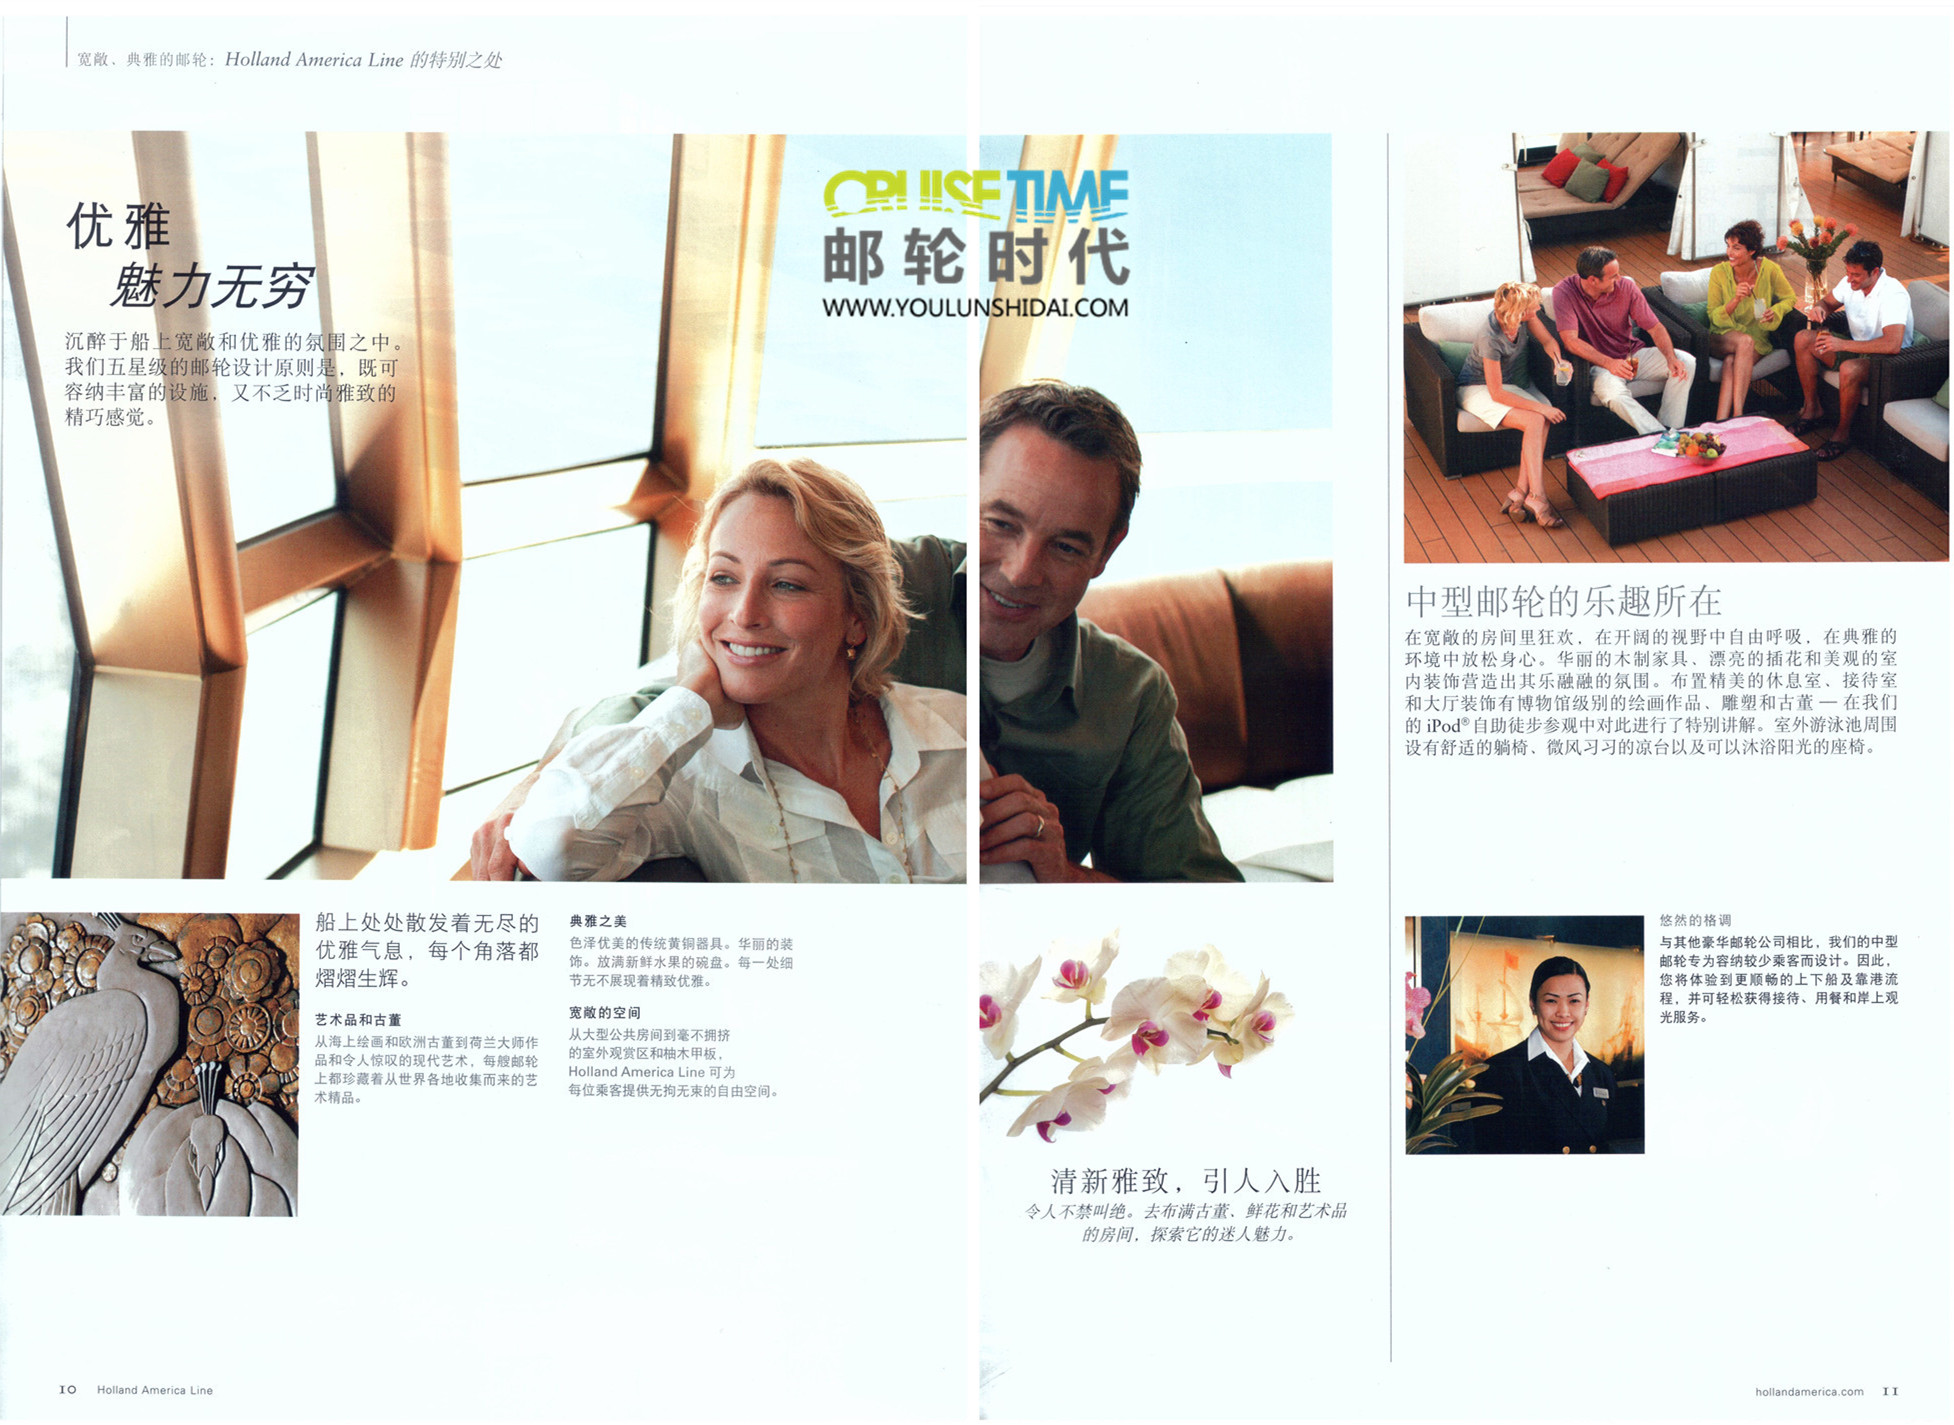 宽敞、典雅的邮轮：Holland America Line 的特别之处
优雅
魅力无穷
沉醉于船上宽敞和优雅的氛围之中。
我们五星级的邮轮设计原则是，既可
容纳丰富的设施，又不乏时尚雅致的
精巧感觉。
CRUISE TIME
邮轮时代
WWW.YOULUNSHIDAI.COM
船上处处散发着无尽的
优雅气息，每个角落都
熠熠生辉。
艺术品和古董
从海上绘画和欧洲古董到荷兰大师作
品和令人惊叹的现代艺术，每艘邮轮
上都珍藏着从世界各地收集而来的艺
术精品。
典雅之美
色泽优美的传统黄铜器具。华丽的装
饰。放满新鲜水果的碗盘。每一处细
节无不展现着精致优雅。
宽敞的空间
从大型公共房间到毫不拥挤
的室外观赏区和柚木甲板，
Holland America Line 可为
每位乘客提供无拘无束的自由空间。
清新雅致，引人入胜
令人不禁叫绝。去布满古董、鲜花和艺术品
的房间，探索它的迷人魅力。
中型邮轮的乐趣所在
在宽敞的房间里狂欢，在开阔的视野中自由呼吸，在典雅的
环境中放松身心。华丽的木制家具、漂亮的插花和美观的室
内装饰营造出其乐融融的氛围。布置精美的休息室、接待室
和大厅装饰有博物馆级别的绘画作品、雕塑和古董 — 在我们
的 iPod® 自助徒步参观中对此进行了特别讲解。室外游泳池周围
设有舒适的躺椅、微风习习的凉台以及可以沐浴阳光的座椅。
悠然的格调
与其他豪华邮轮公司相比，我们的中型
邮轮专为容纳较少乘客而设计。因此，
您将体验到更顺畅的上下船及靠港流
程，并可轻松获得接待、用餐和岸上观
光服务。
10 Holland America Line
hollandamerica.com 11